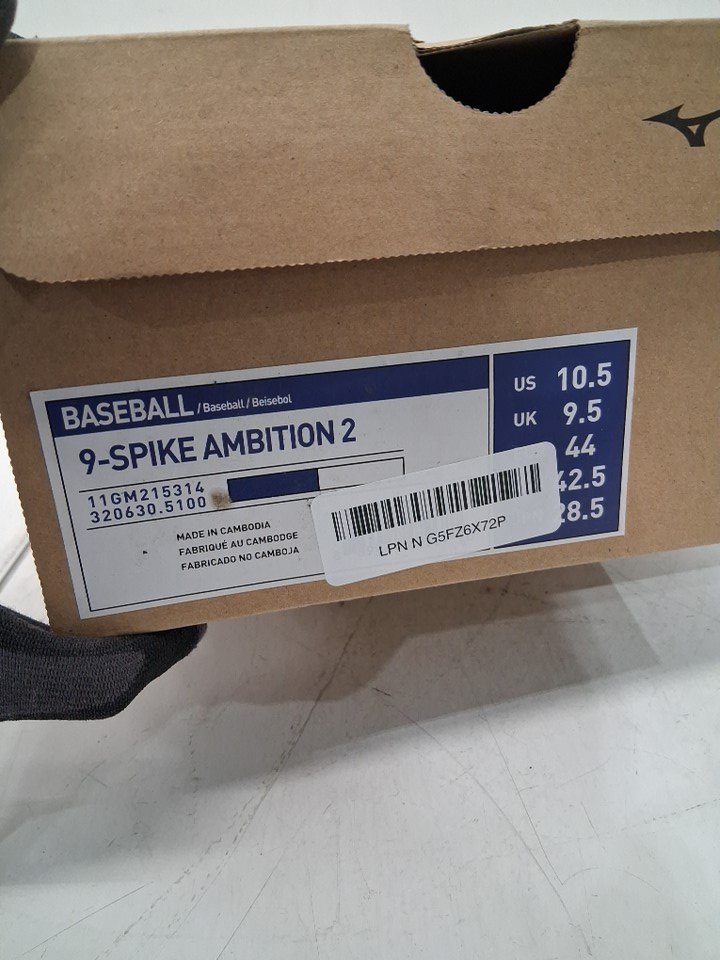 BASEBALL / Baseball / Beisebol
9-SPIKE AMBITION 2
11GM215314
320630.5100
MADE IN CAMBODIA
FABRIQUÉ AU CAMBODGE
FABRICADO NO CAMBOJA
US 10.5
UK 9.5
44
42.5
28.5
LPN N G5FZ6X72P